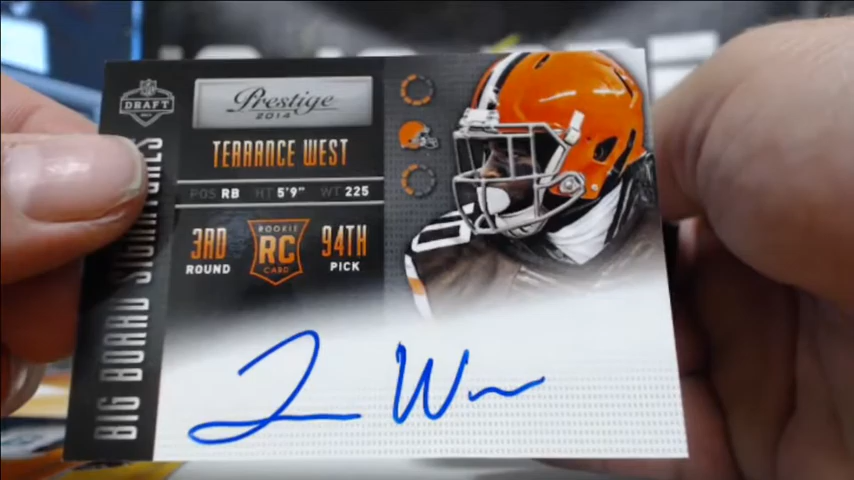 DRAFT
Prestige
2014
TERRANCE WEST
POS RB HT 5'9" WT 225
3RD
ROUND
ROOKIE
RC
CARD
94TH
PICK
BIG BOARD SIGNATURES